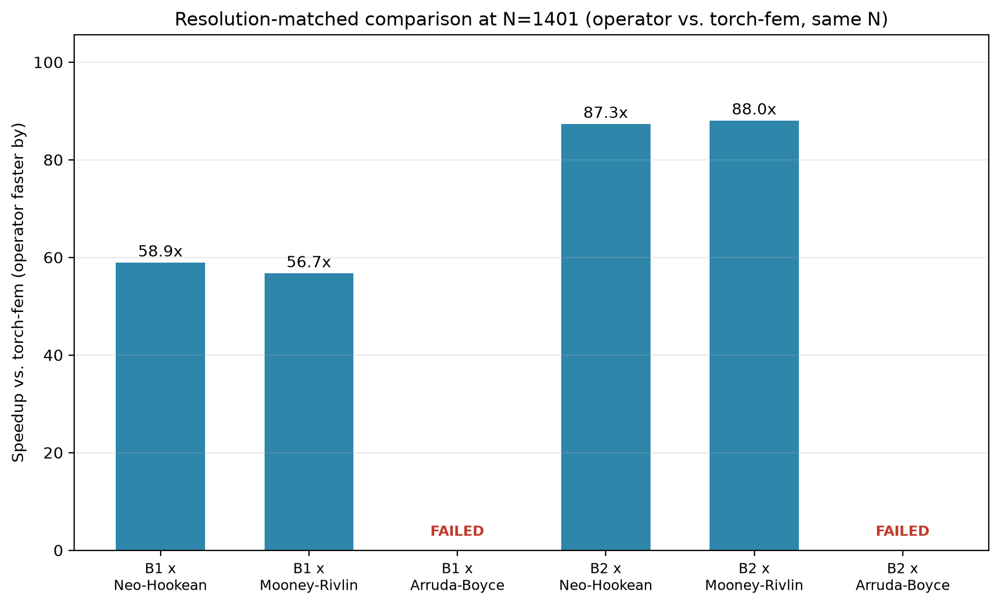 Resolution-matched comparison at N=1401 (operator vs. torch-fem, same N)
Speedup vs. torch-fem (operator faster by)
100
80
60
40
20
0
58.9x
56.7x
FAILED
87.3x
88.0x
FAILED
B1 x
Neo-Hookean
B1 x
Mooney-Rivlin
B1 x
Arruda-Boyce
B2 x
Neo-Hookean
B2 x
Mooney-Rivlin
B2 x
Arruda-Boyce